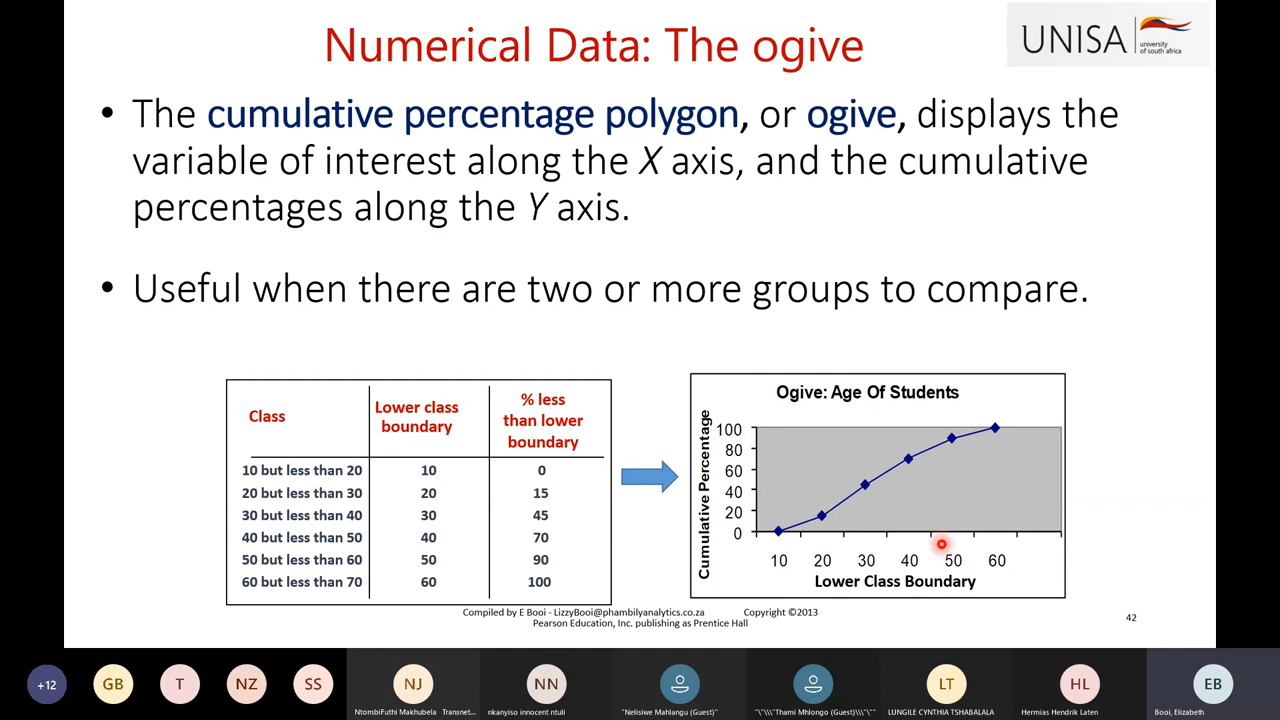 Numerical Data: The ogive
UNISA
university
of south africa
• The cumulative percentage polygon, or ogive, displays the
variable of interest along the X axis, and the cumulative
percentages along the Y axis.
• Useful when there are two or more groups to compare.
Class
Lower class
boundary
% less
than lower
boundary
10 but less than 20 10 0
20 but less than 30 20 15
30 but less than 40 30 45
40 but less than 50 40 70
50 but less than 60 50 90
60 but less than 70 60 100
Ogive: Age Of Students
Cumulative Percentage
100
80
60
40
20
0
10 20 30 40 50 60
Lower Class Boundary
Compiled by E Booi - LizzyBooi@phambilyanalytics.co.za Copyright ©2013
Pearson Education, Inc. publishing as Prentice Hall
42
+12 GB T NZ SS NJ NN LT HL EB
NtombiFuthi Makhubela Transnet... nkanyiso innocent ntuli "Nelisiwe Mahlangu (Guest)" "\"\\\"Thami Mhlongo (Guest)\\\"\"" LUNGILE CYNTHIA TSHABALALA Hermias Hendrik Laten Booi, Elizabeth